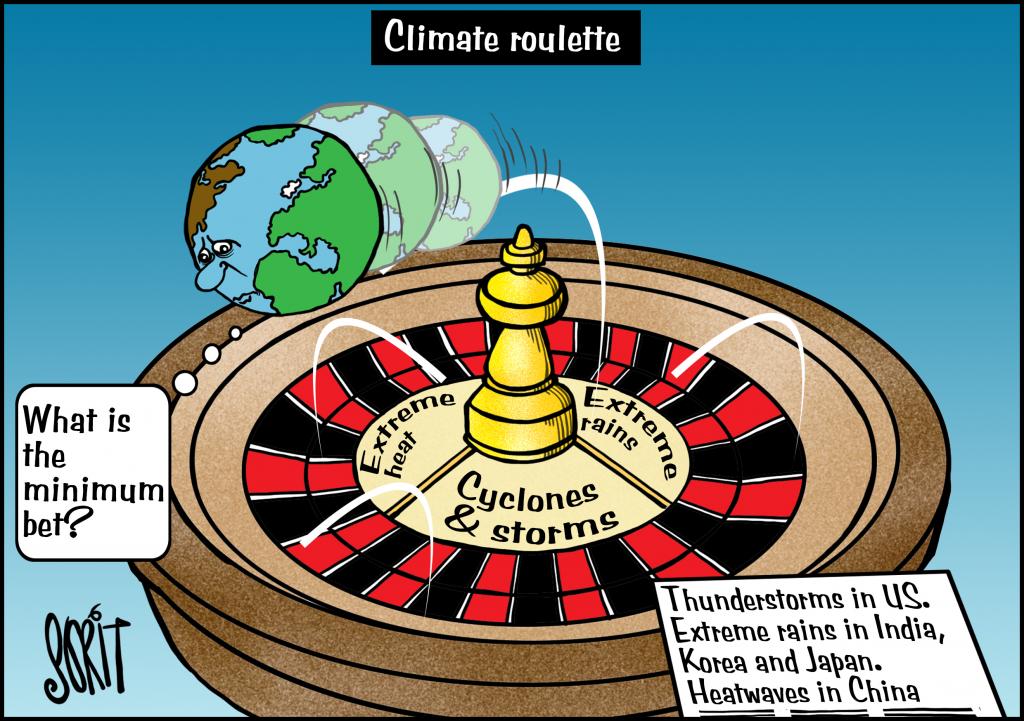 Climate roulette
What is
the
minimum
bet?
Extreme
heat
Extreme
rains
Cyclones
& storms
Thunderstorms in US.
Extreme rains in India,
Korea and Japan.
Heatwaves in China
SORIT